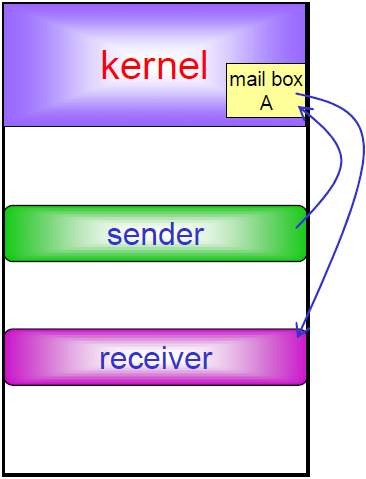 kernel
mail box
A
sender
receiver